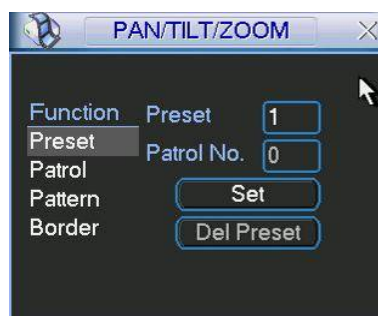 PAN/TILT/ZOOM
Function
Preset
Patrol
Pattern
Border
Preset 1
Patrol No. 0
Set
Del Preset